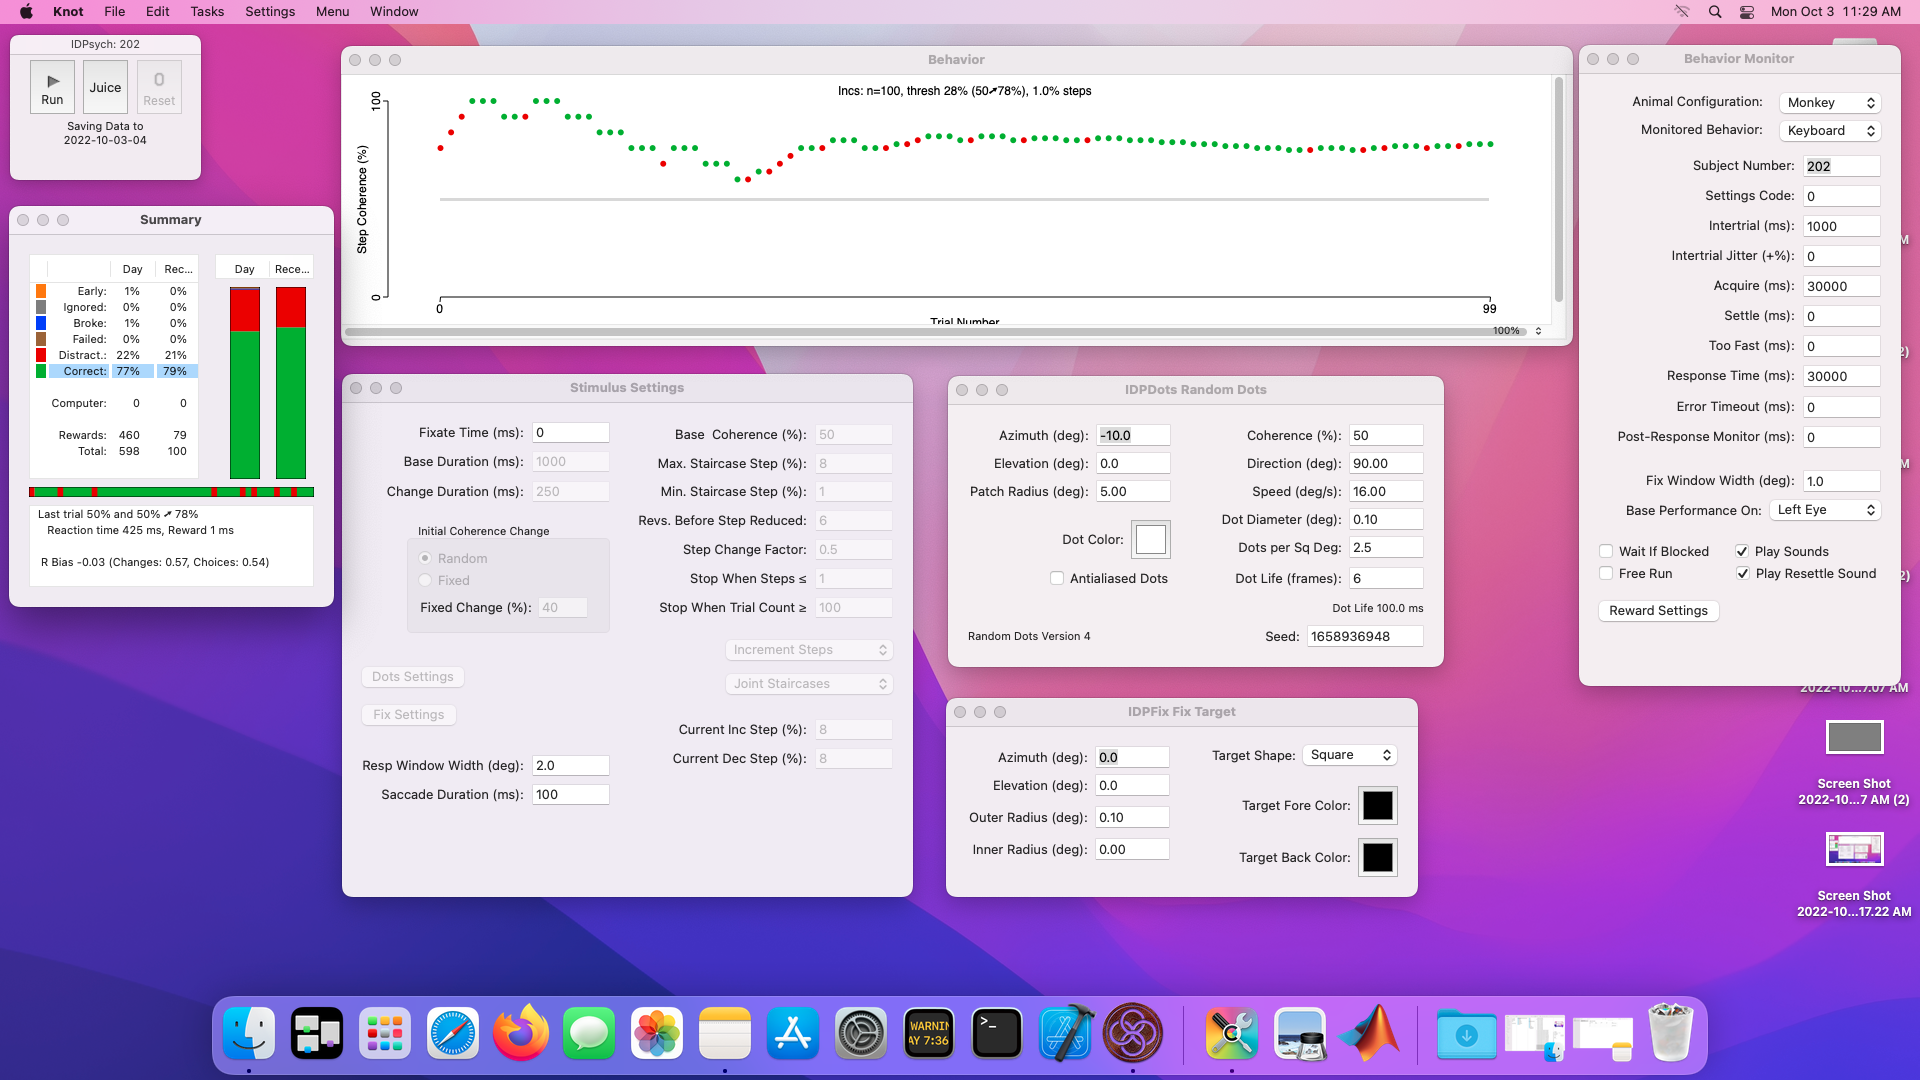 Knot File Edit Tasks Settings Menu Window Mon Oct 3 11:29 AM
IDPsych: 202
Run Juice 0 Reset
Saving Data to
2022-10-03-04
Summary
Day Rec... Day Rece...
Early: 1% 0%
Ignored: 0% 0%
Broke: 1% 0%
Failed: 0% 0%
Distract.: 22% 21%
Correct: 77% 79%
Computer: 0 0
Rewards: 460 79
Total: 598 100
Last trial 50% and 50% ➚ 78%
Reaction time 425 ms, Reward 1 ms
R Bias -0.03 (Changes: 0.57, Choices: 0.54)
Behavior
Incs: n=100, thresh 28% (50➚78%), 1.0% steps
100
Step Coherence (%)
0
0 99
Trial Number
100%
Stimulus Settings
Fixate Time (ms): 0
Base Duration (ms): 1000
Change Duration (ms): 250
Initial Coherence Change
Random
Fixed
Fixed Change (%): 40
Dots Settings
Fix Settings
Resp Window Width (deg): 2.0
Saccade Duration (ms): 100
Base Coherence (%): 50
Max. Staircase Step (%): 8
Min. Staircase Step (%): 1
Revs. Before Step Reduced: 6
Step Change Factor: 0.5
Stop When Steps ≤ 1
Stop When Trial Count ≥ 100
Increment Steps
Joint Staircases
Current Inc Step (%): 8
Current Dec Step (%): 8
IDPDots Random Dots
Azimuth (deg): -10.0
Elevation (deg): 0.0
Patch Radius (deg): 5.00
Dot Color:
Antialiased Dots
Random Dots Version 4
Coherence (%): 50
Direction (deg): 90.00
Speed (deg/s): 16.00
Dot Diameter (deg): 0.10
Dots per Sq Deg: 2.5
Dot Life (frames): 6
Dot Life 100.0 ms
Seed: 1658936948
IDPFix Fix Target
Azimuth (deg): 0.0
Elevation (deg): 0.0
Outer Radius (deg): 0.10
Inner Radius (deg): 0.00
Target Shape: Square
Target Fore Color:
Target Back Color:
Behavior Monitor
Animal Configuration: Monkey
Monitored Behavior: Keyboard
Subject Number: 202
Settings Code: 0
Intertrial (ms): 1000
Intertrial Jitter (+%): 0
Acquire (ms): 30000
Settle (ms): 0
Too Fast (ms): 0
Response Time (ms): 30000
Error Timeout (ms): 0
Post-Response Monitor (ms): 0
Fix Window Width (deg): 1.0
Base Performance On: Left Eye
Wait If Blocked Play Sounds
Free Run Play Resettle Sound
Reward Settings
2022-10...7.07 AM
Screen Shot
2022-10...7 AM (2)
Screen Shot
2022-10...17.22 AM
WARNIN
AY 7:36